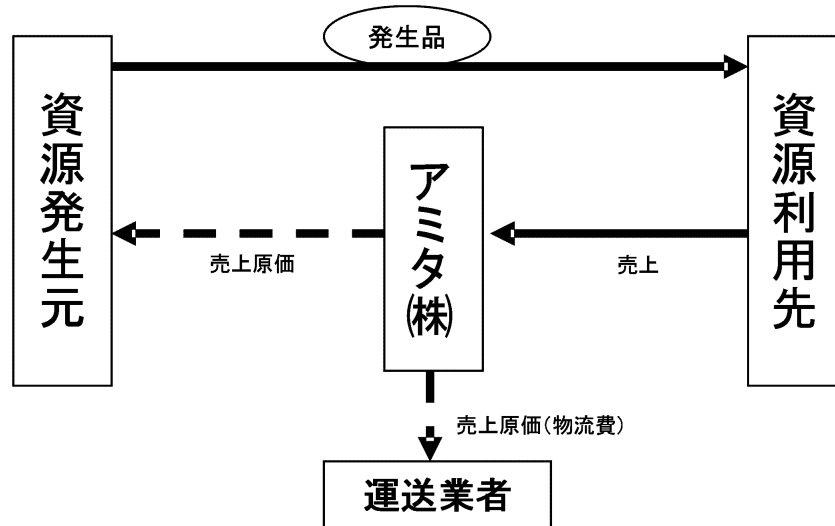 発生品
資源発生元
アミタ㈱
資源利用先
売上原価
売上
売上原価(物流費)
運送業者